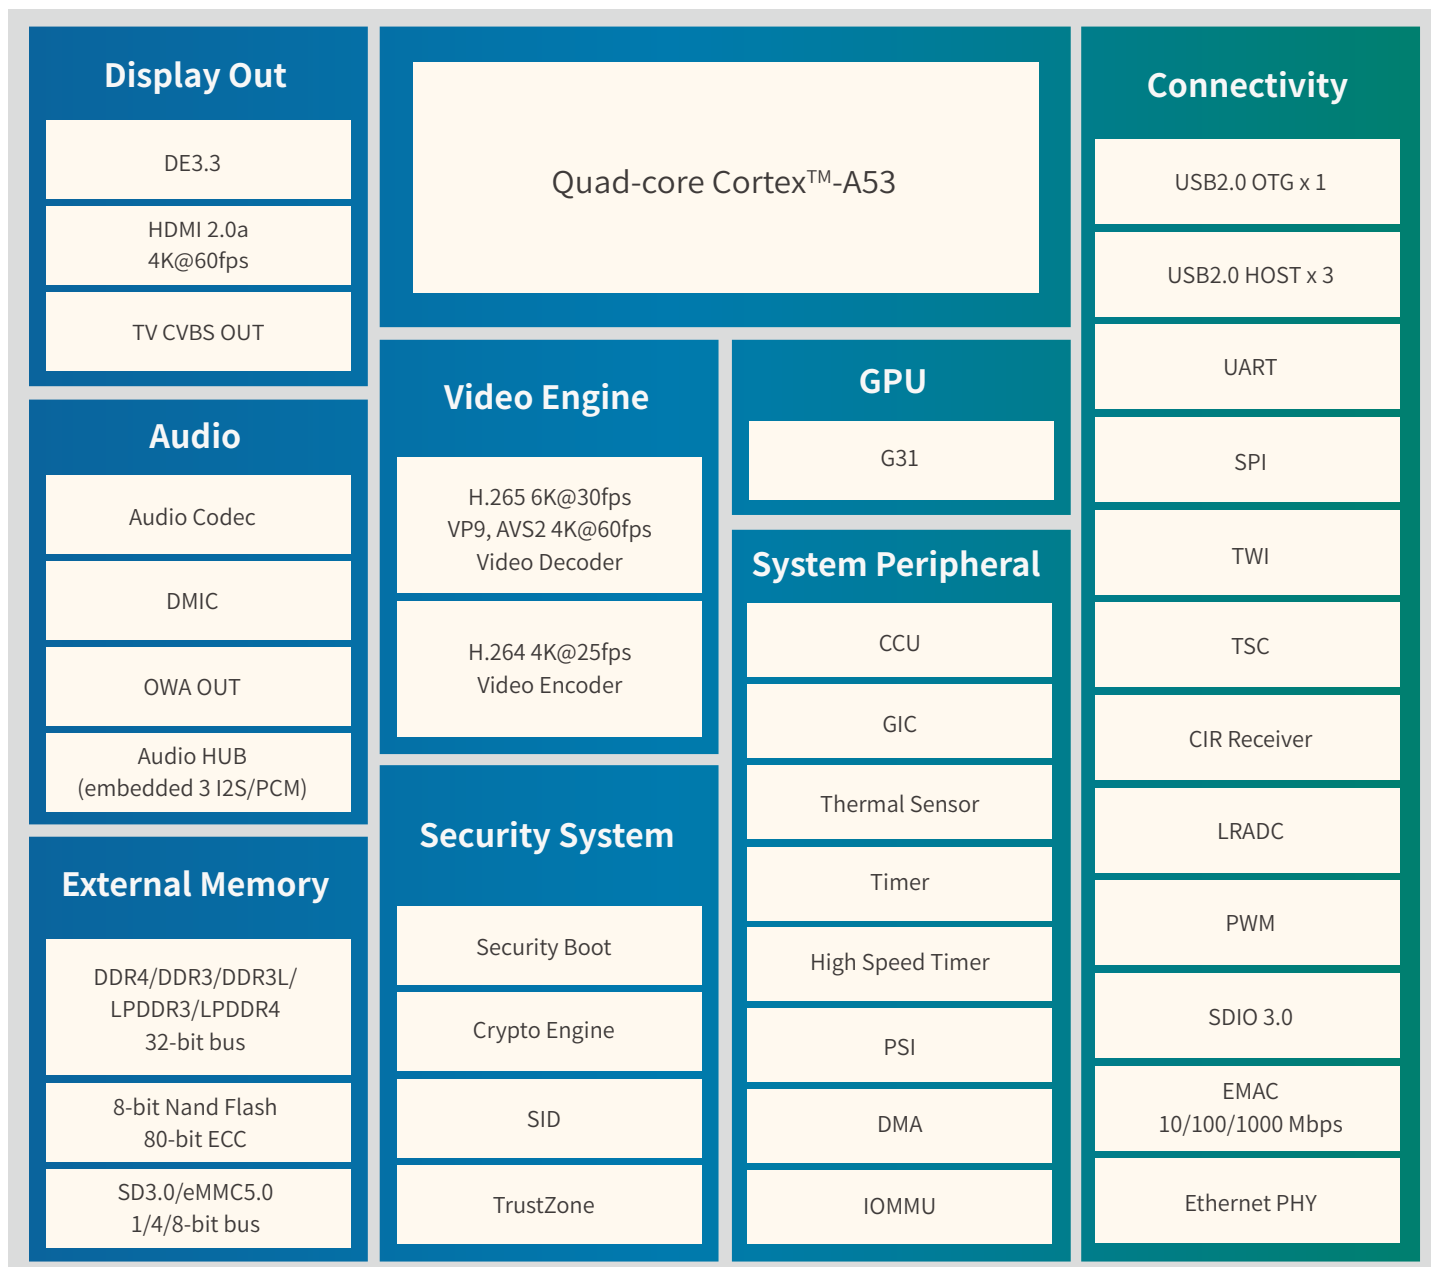 Display Out
DE3.3
HDMI 2.0a
4K@60fps
TV CVBS OUT
Audio
Audio Codec
DMIC
OWA OUT
Audio HUB
(embedded 3 I2S/PCM)
External Memory
DDR4/DDR3/DDR3L/
LPDDR3/LPDDR4
32-bit bus
8-bit Nand Flash
80-bit ECC
SD3.0/eMMC5.0
1/4/8-bit bus
Quad-core Cortex™-A53
Video Engine
H.265 6K@30fps
VP9, AVS2 4K@60fps
Video Decoder
H.264 4K@25fps
Video Encoder
Security System
Security Boot
Crypto Engine
SID
TrustZone
GPU
G31
System Peripheral
CCU
GIC
Thermal Sensor
Timer
High Speed Timer
PSI
DMA
IOMMU
Connectivity
USB2.0 OTG x 1
USB2.0 HOST x 3
UART
SPI
TWI
TSC
CIR Receiver
LRADC
PWM
SDIO 3.0
EMAC
10/100/1000 Mbps
Ethernet PHY